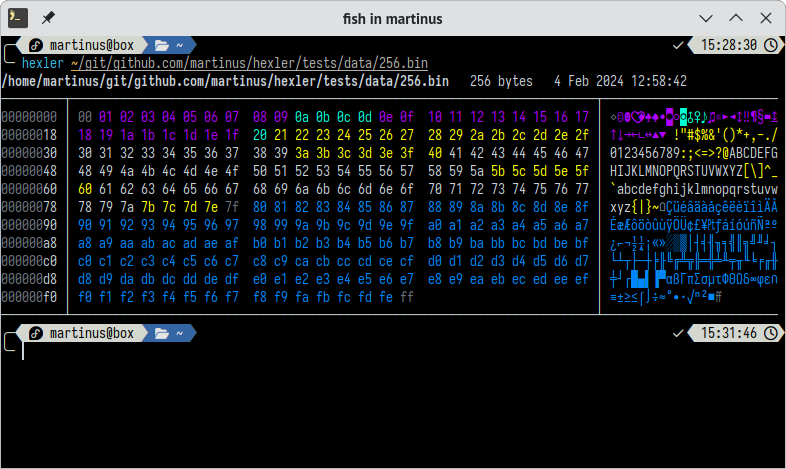 fish in martinus
martinus@box ~ 15:28:30
hexler ~/git/github.com/martinus/hexler/tests/data/256.bin
/home/martinus/git/github.com/martinus/hexler/tests/data/256.bin 256 bytes 4 Feb 2024 12:58:42
00000000 00 01 02 03 04 05 06 07 08 09 0a 0b 0c 0d 0e 0f 10 11 12 13 14 15 16 17
00000018 18 19 1a 1b 1c 1d 1e 1f 20 21 22 23 24 25 26 27 28 29 2a 2b 2c 2d 2e 2f !"#$%&'()*+,-./
00000030 30 31 32 33 34 35 36 37 38 39 3a 3b 3c 3d 3e 3f 40 41 42 43 44 45 46 47 0123456789:;<=>?@ABCDEFG
00000048 48 49 4a 4b 4c 4d 4e 4f 50 51 52 53 54 55 56 57 58 59 5a 5b 5c 5d 5e 5f HIJKLMNOPQRSTUVWXYZ[\]^_
00000060 60 61 62 63 64 65 66 67 68 69 6a 6b 6c 6d 6e 6f 70 71 72 73 74 75 76 77 `abcdefghijklmnopqrstuvw
00000078 78 79 7a 7b 7c 7d 7e 7f 80 81 82 83 84 85 86 87 88 89 8a 8b 8c 8d 8e 8f xyz{|}~⌂ÇüéâäàåçêëèïîìÄÅ
00000090 90 91 92 93 94 95 96 97 98 99 9a 9b 9c 9d 9e 9f a0 a1 a2 a3 a4 a5 a6 a7 ÉæÆôöòûùÿÖÜ¢£¥₧ƒáíóúñÑªº
000000a8 a8 a9 aa ab ac ad ae af b0 b1 b2 b3 b4 b5 b6 b7 b8 b9 ba bb bc bd be bf ¿⌐¬½¼¡«»░▒▓│┤╡╢╖╕╣║╗╝╜╛┐
000000c0 c0 c1 c2 c3 c4 c5 c6 c7 c8 c9 ca cb cc cd ce cf d0 d1 d2 d3 d4 d5 d6 d7 └┴┬├─┼╞╟╚╔╩╦╠═╬╧╨╤╥╙╘╒╓╫
000000d8 d8 d9 da db dc dd de df e0 e1 e2 e3 e4 e5 e6 e7 e8 e9 ea eb ec ed ee ef ╪┘┌█▄▌▐▀αßΓπΣσµτΦΘΩδ∞φε∩
000000f0 f0 f1 f2 f3 f4 f5 f6 f7 f8 f9 fa fb fc fd fe ff ≡±≥≤⌠⌡÷≈°∙·√ⁿ²■
martinus@box ~ 15:31:46